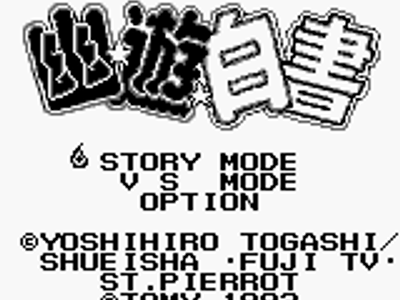 幽遊白書
STORY MODE
V S MODE
OPTION
©YOSHIHIRO TOGASHI/
SHUEISHA ·FUJI TV·
ST.PIERROT
©TOMY